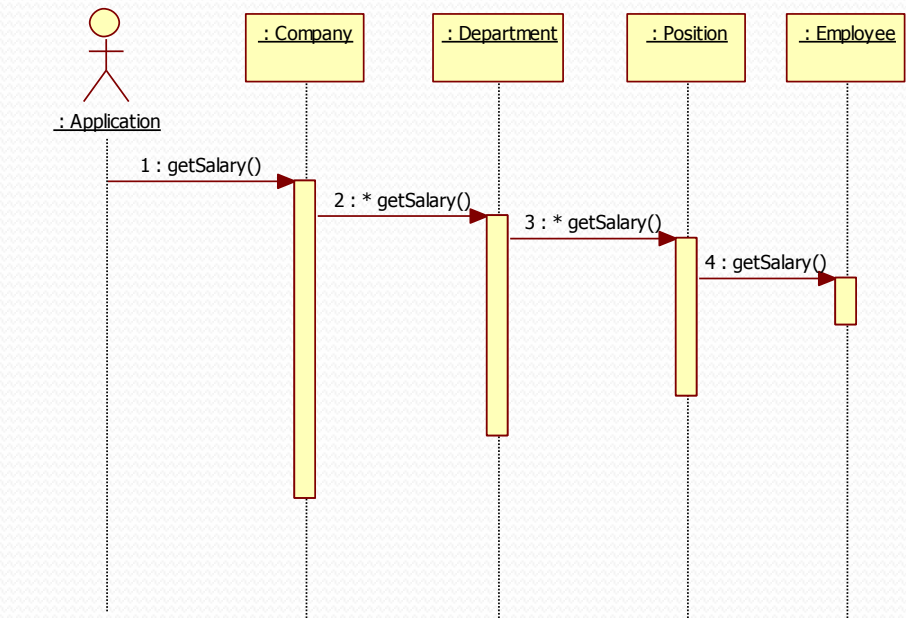 : Company
: Department
: Position
: Employee
: Application
1 : getSalary()
2 : * getSalary()
3 : * getSalary()
4 : getSalary()